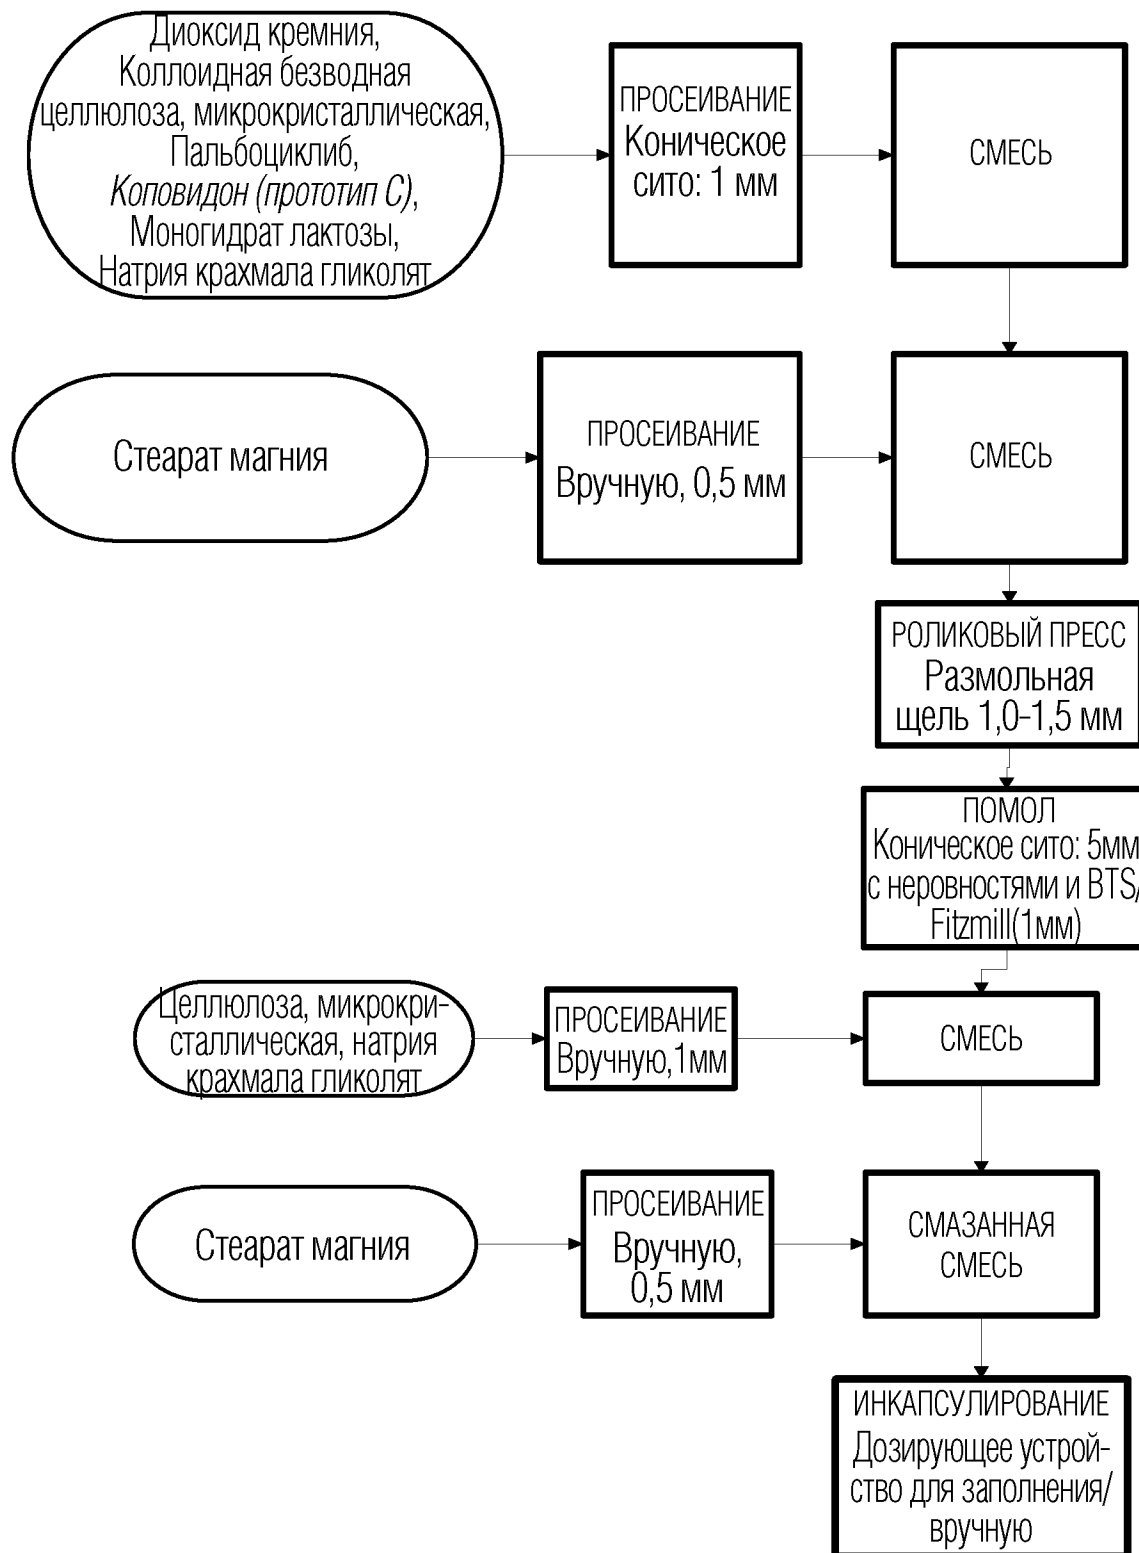 Диоксид кремния,
Коллоидная безводная
целлюлоза, микрокристаллическая,
Пальбоциклиб,
Коповидон (прототип С),
Моногидрат лактозы,
Натрия крахмала гликолят
ПРОСЕИВАНИЕ
Коническое
сито: 1 мм
СМЕСЬ
Стеарат магния
ПРОСЕИВАНИЕ
Вручную, 0,5 мм
СМЕСЬ
РОЛИКОВЫЙ ПРЕСС
Размольная
щель 1,0-1,5 мм
ПОМОЛ
Коническое сито: 5мм
с неровностями и BTS/
Fitzmill(1мм)
Целлюлоза, микрокри-
сталлическая, натрия
крахмала гликолят
ПРОСЕИВАНИЕ
Вручную,1мм
СМЕСЬ
Стеарат магния
ПРОСЕИВАНИЕ
Вручную,
0,5 мм
СМАЗАННАЯ
СМЕСЬ
ИНКАПСУЛИРОВАНИЕ
Дозирующее устрой-
ство для заполнения/
вручную